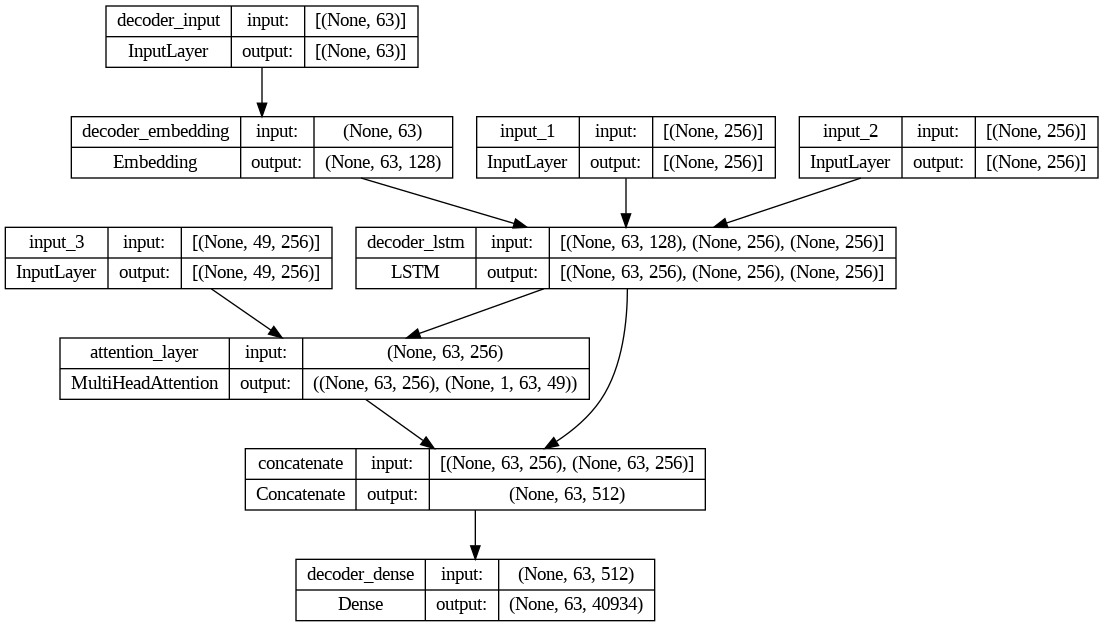 decoder_input input: [(None, 63)]
InputLayer output: [(None, 63)]
decoder_embedding input: (None, 63)
Embedding output: (None, 63, 128)
input_1 input: [(None, 256)]
InputLayer output: [(None, 256)]
input_2 input: [(None, 256)]
InputLayer output: [(None, 256)]
input_3 input: [(None, 49, 256)]
InputLayer output: [(None, 49, 256)]
decoder_lstm input: [(None, 63, 128), (None, 256), (None, 256)]
LSTM output: [(None, 63, 256), (None, 256), (None, 256)]
attention_layer input: (None, 63, 256)
MultiHeadAttention output: ((None, 63, 256), (None, 1, 63, 49))
concatenate input: [(None, 63, 256), (None, 63, 256)]
Concatenate output: (None, 63, 512)
decoder_dense input: (None, 63, 512)
Dense output: (None, 63, 40934)